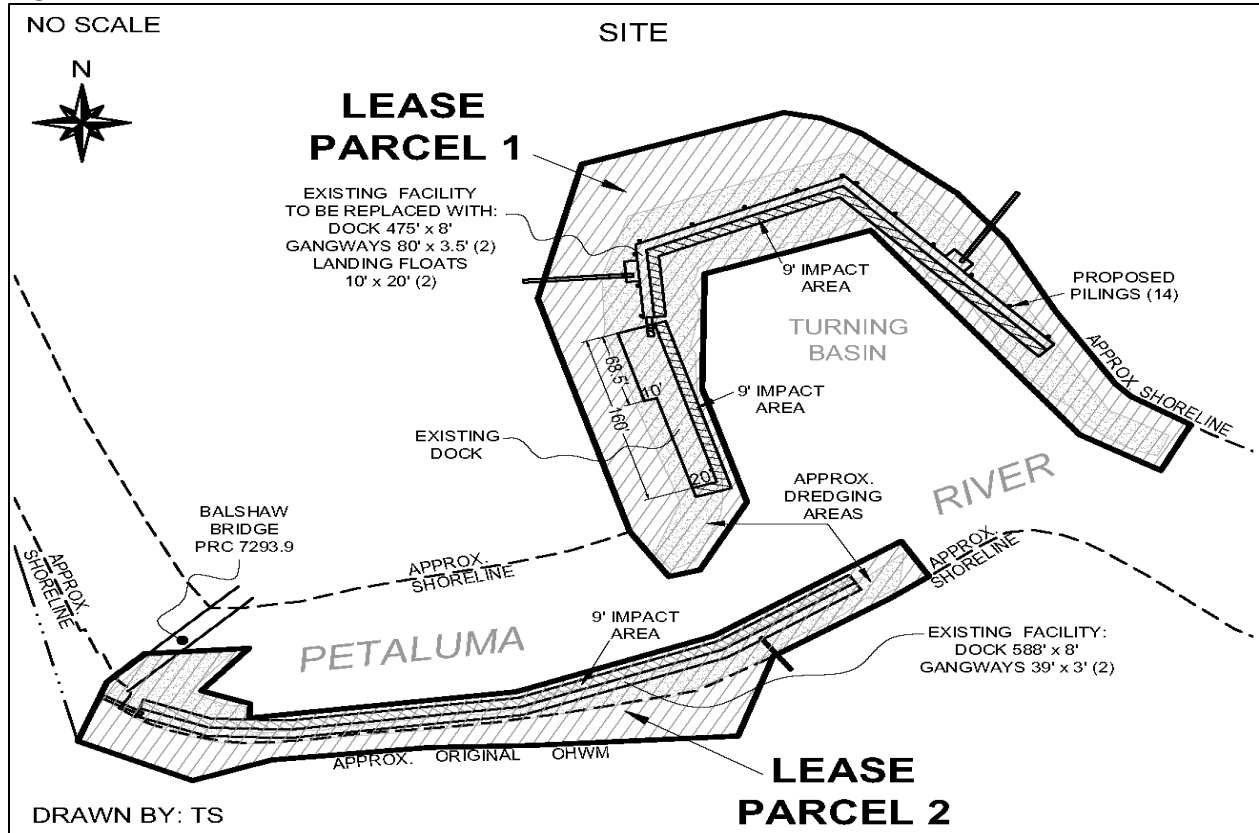 NO SCALE
SITE
N
LEASE
PARCEL 1
EXISTING FACILITY
TO BE REPLACED WITH:
DOCK 475' x 8'
GANGWAYS 80' x 3.5' (2)
LANDING FLOATS
10' x 20' (2)
9' IMPACT
AREA
PROPOSED
PILINGS (14)
TURNING
BASIN
APPROX SHORELINE
68.5'
10'
160'
20'
9' IMPACT
AREA
EXISTING
DOCK
APPROX.
DREDGING
AREAS
RIVER
BALSHAW
BRIDGE
PRC 7293.9
APPROX.
SHORELINE
APPROX.
SHORELINE
APPROX.
SHORELINE
9' IMPACT
AREA
PETALUMA
EXISTING FACILITY:
DOCK 588' x 8'
GANGWAYS 39' x 3' (2)
APPROX. ORIGINAL OHWM
LEASE
PARCEL 2
DRAWN BY: TS